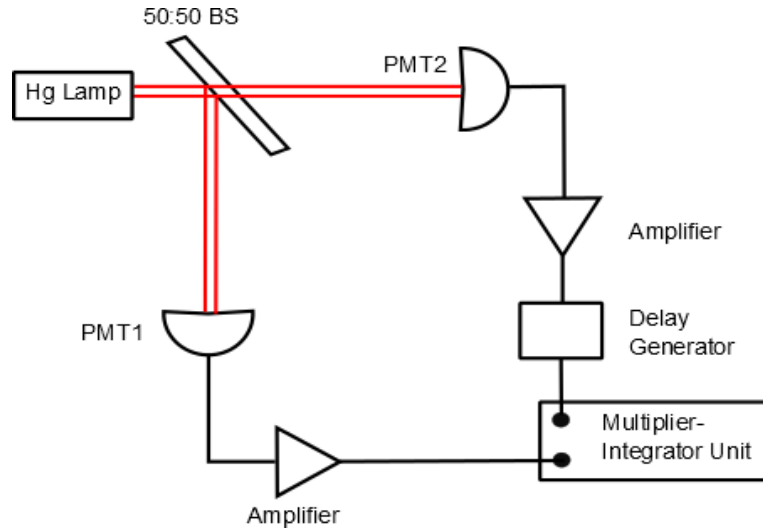 50:50 BS
Hg Lamp
PMT2
Amplifier
PMT1
Delay
Generator
Multiplier-
Integrator Unit
Amplifier